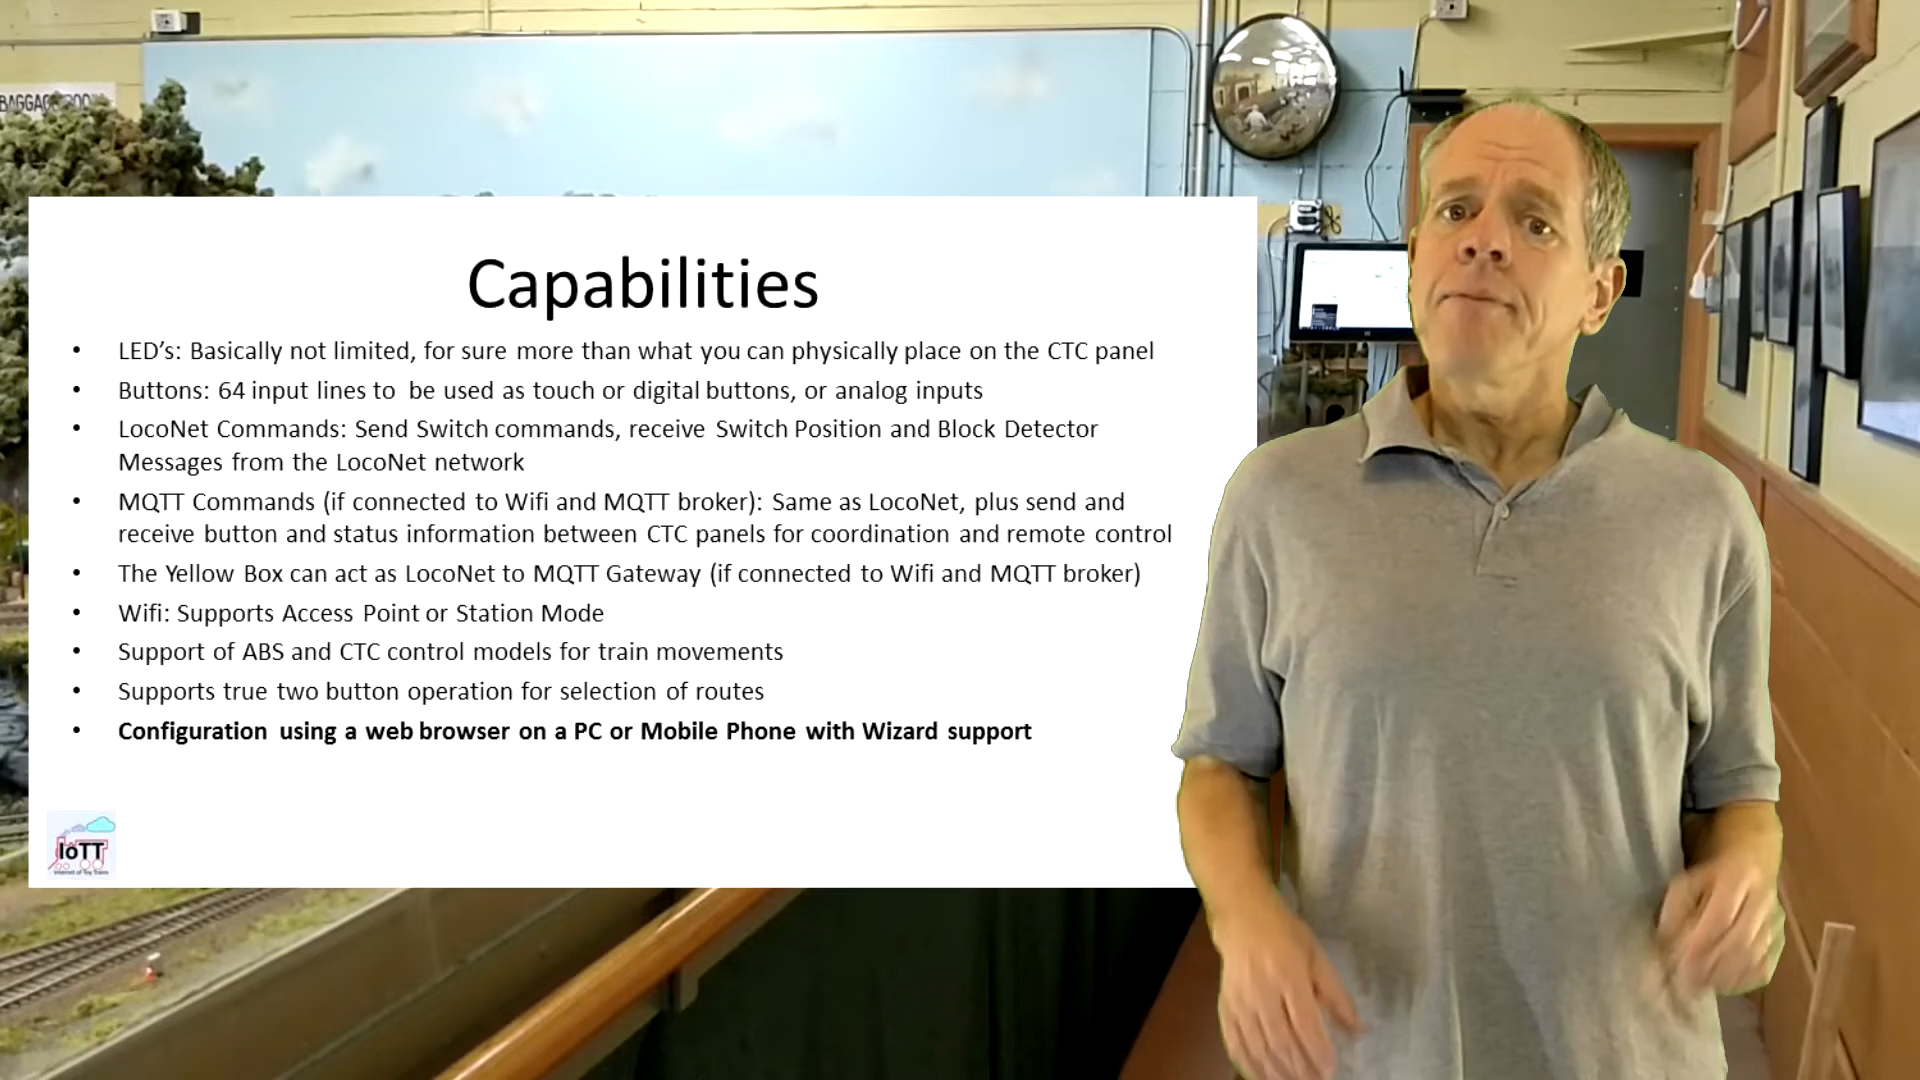 BAGGAGE ROO
Capabilities
• LED’s: Basically not limited, for sure more than what you can physically place on the CTC panel
• Buttons: 64 input lines to be used as touch or digital buttons, or analog inputs
• LocoNet Commands: Send Switch commands, receive Switch Position and Block Detector
Messages from the LocoNet network
• MQTT Commands (if connected to Wifi and MQTT broker): Same as LocoNet, plus send and
receive button and status information between CTC panels for coordination and remote control
• The Yellow Box can act as LocoNet to MQTT Gateway (if connected to Wifi and MQTT broker)
• Wifi: Supports Access Point or Station Mode
• Support of ABS and CTC control models for train movements
• Supports true two button operation for selection of routes
• Configuration using a web browser on a PC or Mobile Phone with Wizard support
IoTT
Internet of Toy Trains